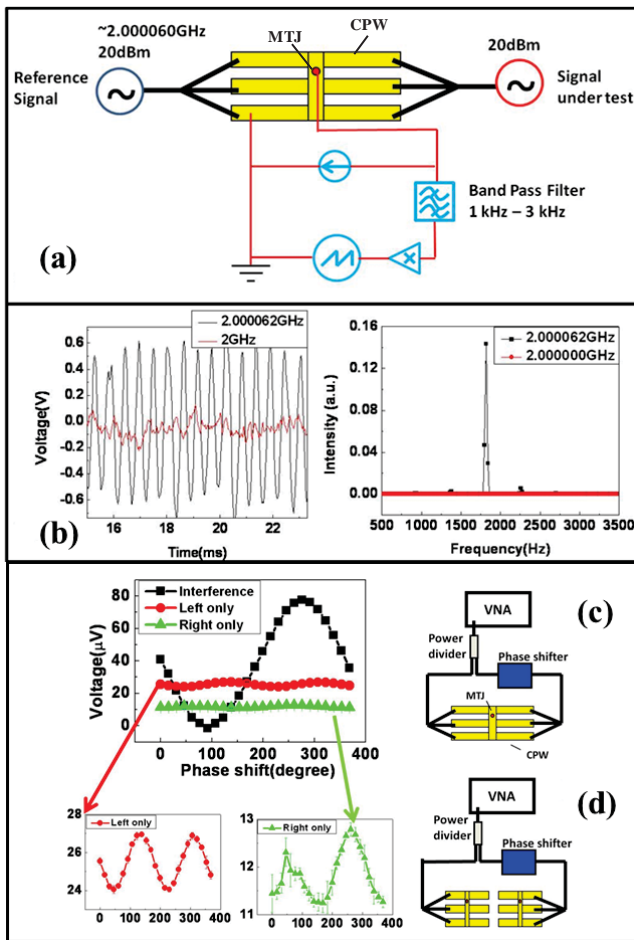 ~2.000060GHz
20dBm
Reference
Signal
MTJ
CPW
20dBm
Signal
under test
Band Pass Filter
1 kHz – 3 kHz
(a)
2.000062GHz
2GHz
0.6
0.4
0.2
0.0
-0.2
-0.4
-0.6
Voltage(V)
16 18 20 22
Time(ms)
(b)
2.000062GHz
2.000000GHz
0.16
0.12
0.08
0.04
0.00
Intensity (a.u.)
500 1000 1500 2000 2500 3000 3500
Frequency(Hz)
Interference
Left only
Right only
80
60
40
20
0
Voltage(μV)
0 100 200 300 400
Phase shift(degree)
Left only
28
26
24
0 100 200 300 400
Right only
13
12
11
0 100 200 300 400
VNA
(c)
Power
divider
Phase shifter
MTJ
CPW
VNA
(d)
Power
divider
Phase shifter